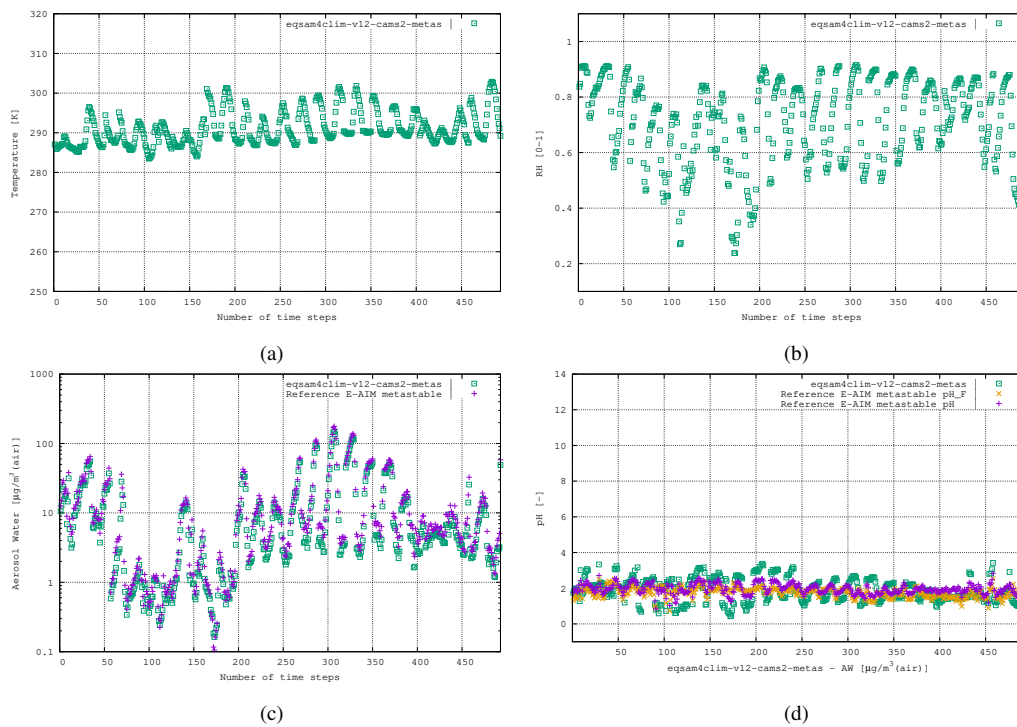 eqsam4clim-v12-cams2-metas
320
310
300
290
280
270
260
250
Temperature [K]
0 50 100 150 200 250 300 350 400 450
Number of time steps
(a)
eqsam4clim-v12-cams2-metas
1
0.8
0.6
0.4
0.2
RH [0-1]
0 50 100 150 200 250 300 350 400 450
Number of time steps
(b)
eqsam4clim-v12-cams2-metas
Reference E-AIM metastable
1000
100
10
1
0.1
Aerosol Water [µg/m³(air)]
0 50 100 150 200 250 300 350 400 450
Number of time steps
(c)
eqsam4clim-v12-cams2-metas
Reference E-AIM metastable pH_F
Reference E-AIM metastable pH
14
12
10
8
6
4
2
0
pH [-]
0 50 100 150 200 250 300 350 400 450
eqsam4clim-v12-cams2-metas - AW [µg/m³(air)]
(d)